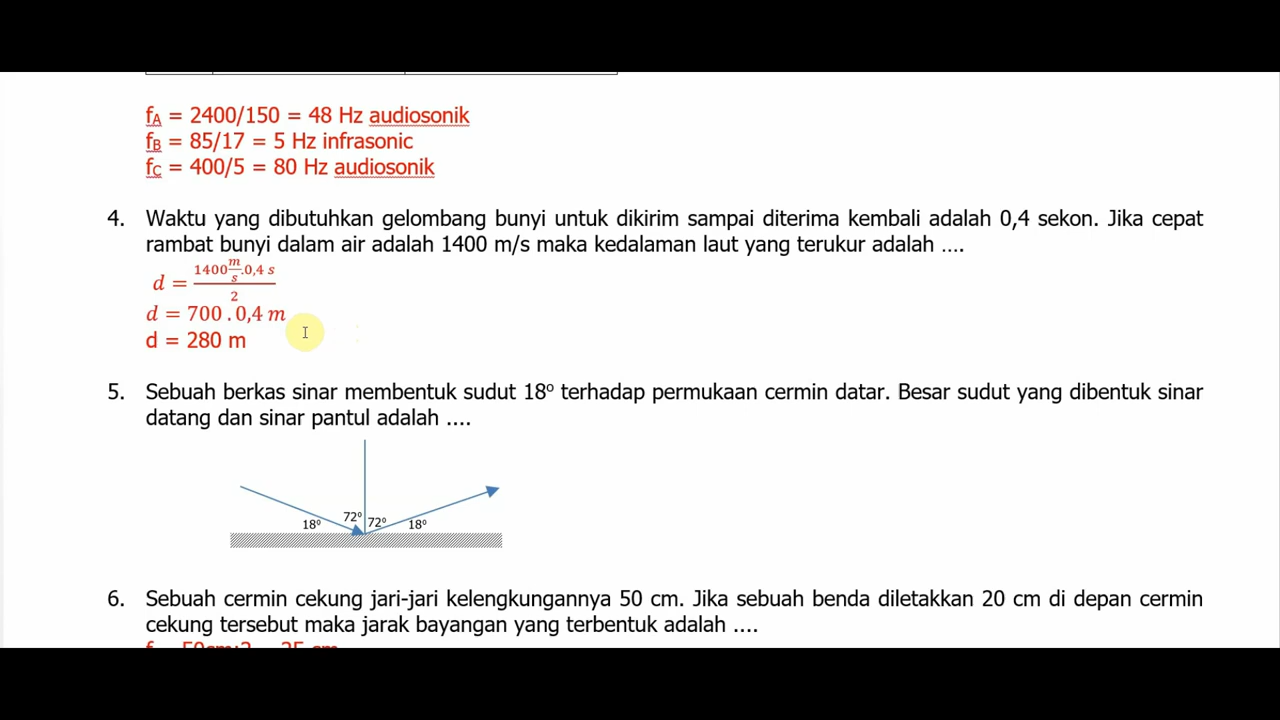 fA = 2400/150 = 48 Hz audiosonik
fB = 85/17 = 5 Hz infrasonic
fC = 400/5 = 80 Hz audiosonik
4. Waktu yang dibutuhkan gelombang bunyi untuk dikirim sampai diterima kembali adalah 0,4 sekon. Jika cepat
rambat bunyi dalam air adalah 1400 m/s maka kedalaman laut yang terukur adalah ....
d = 1400 m/s . 0,4 s / 2
d = 700 . 0,4 m
d = 280 m
5. Sebuah berkas sinar membentuk sudut 18° terhadap permukaan cermin datar. Besar sudut yang dibentuk sinar
datang dan sinar pantul adalah ....
18° 72° 72° 18°
6. Sebuah cermin cekung jari-jari kelengkungannya 50 cm. Jika sebuah benda diletakkan 20 cm di depan cermin
cekung tersebut maka jarak bayangan yang terbentuk adalah ....